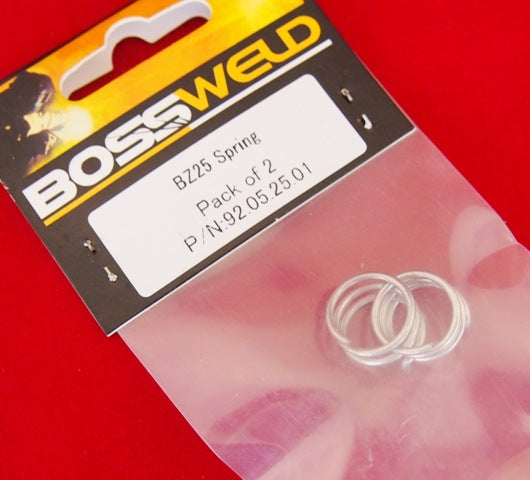 BOSSWELD
BZ25 Spring
Pack of 2
P/N:92.05.25.01